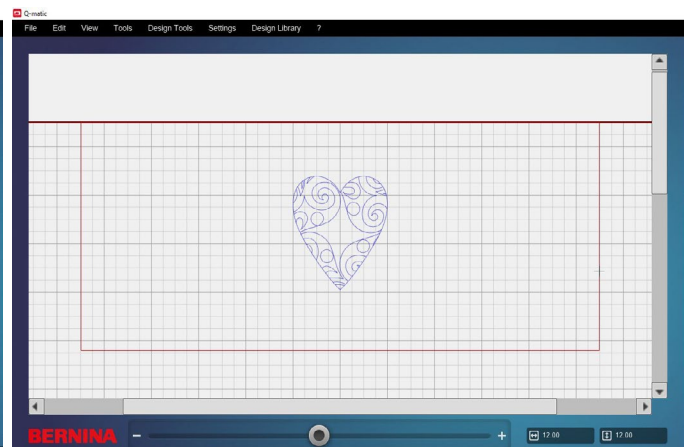 Q-matic
File Edit View Tools Design Tools Settings Design Library ?
BERNINA - + 12.00 12.00